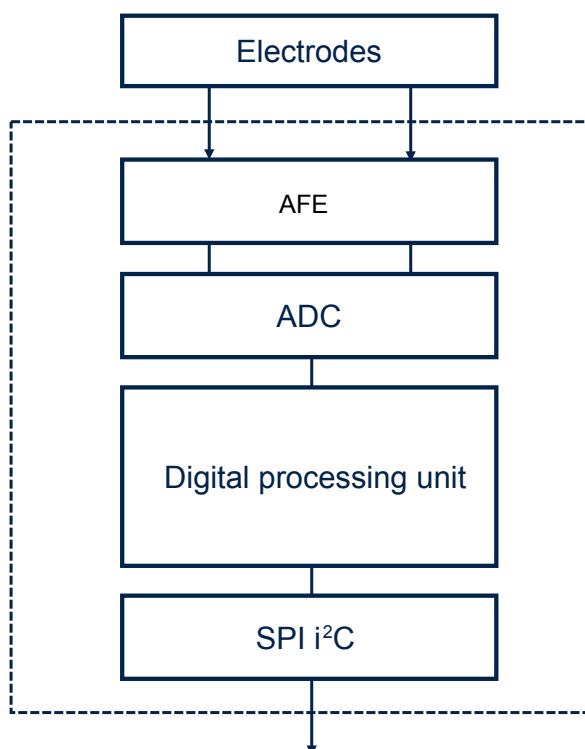 Electrodes
AFE
ADC
Digital processing unit
SPI i²C